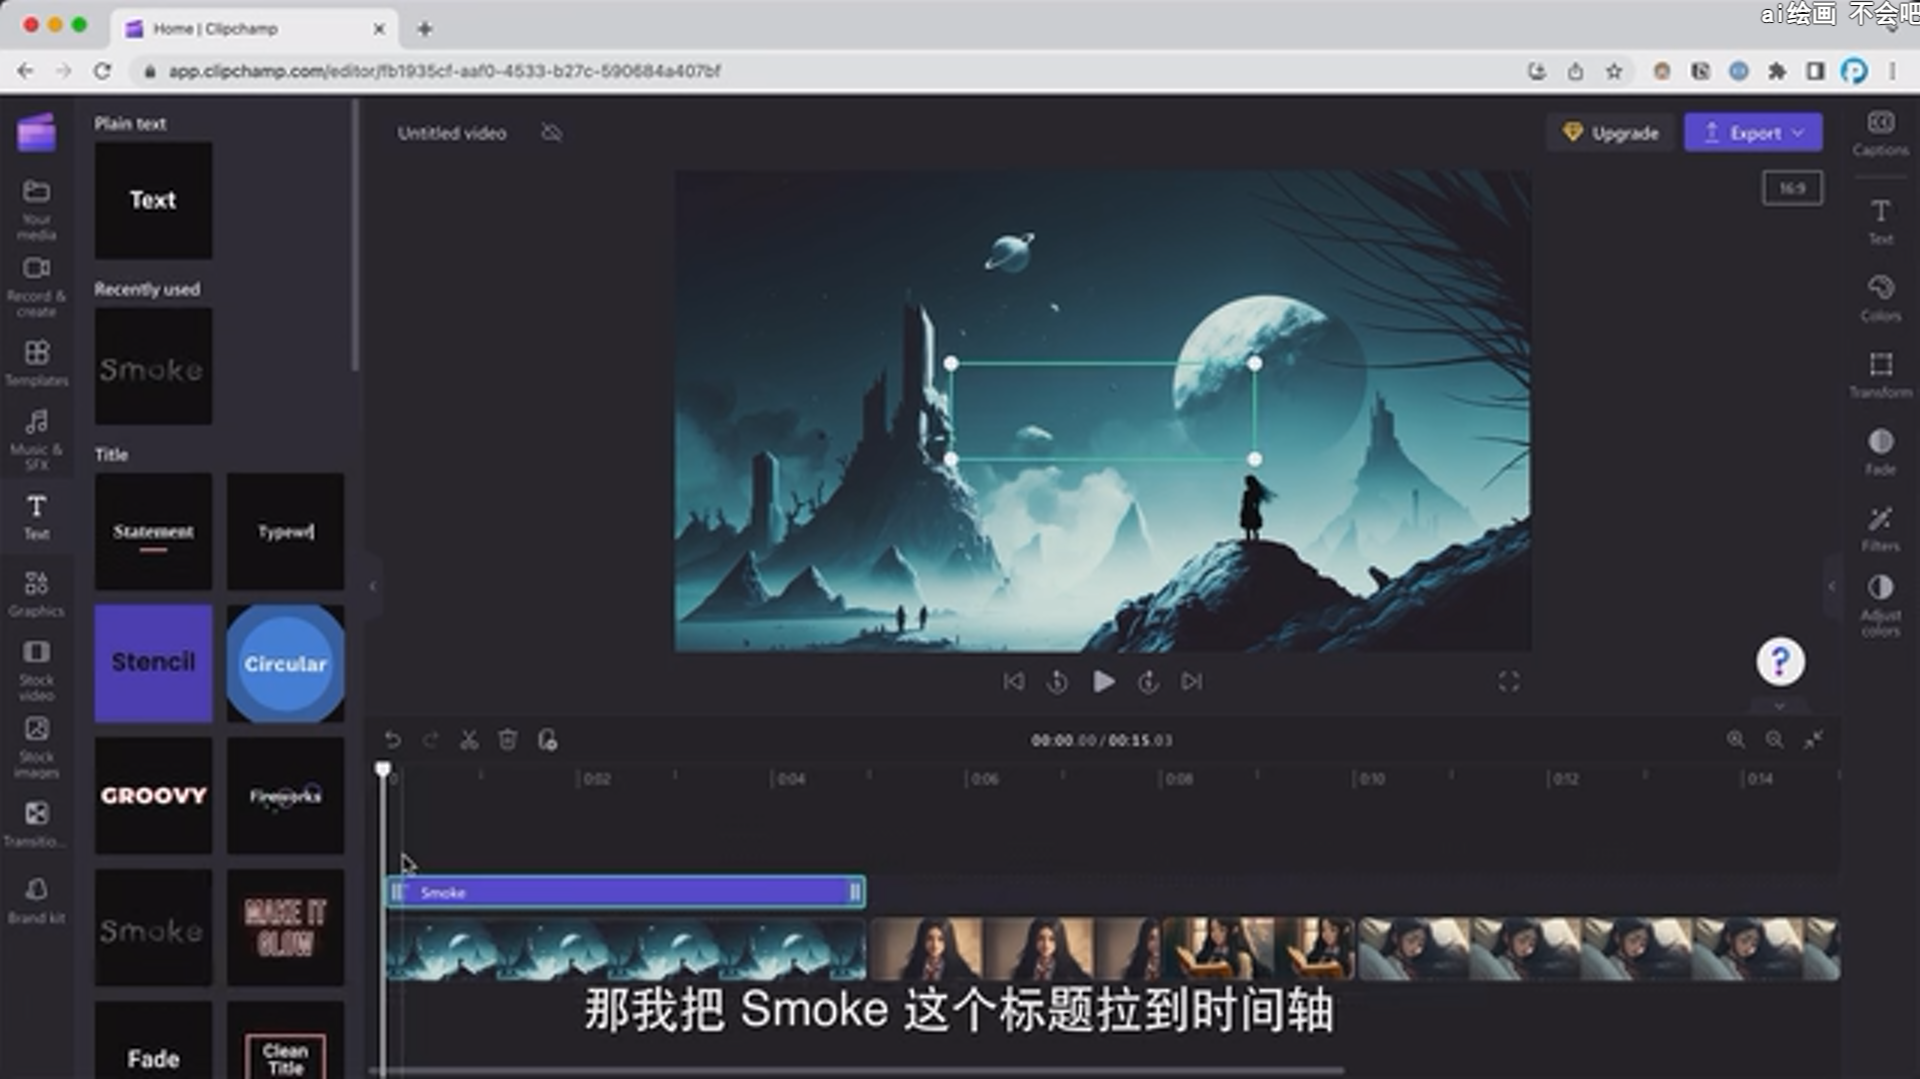 ai绘画 不会吧
Home | Clipchamp
app.clipchamp.com/editor/fb1935cf-aaf0-4533-b27c-590684a407bf
Plain text
Text
Recently used
Smoke
Title
Statement
Typewr
Stencil
Circular
GROOVY
Fireworks
Smoke
MAKE IT
GLOW
Fade
Clean
Title
Your
media
Record &
create
Templates
Music &
SFX
Text
Graphics
Stock
video
Stock
images
Transitio...
Brand kit
Untitled video
Upgrade
Export
16:9
Captions
Text
Colors
Transform
Fade
Filters
Adjust
colors
?
00:00.00 / 00:15.03
0
0:02
0:04
0:06
0:08
0:10
0:12
0:14
Smoke
那我把 Smoke 这个标题拉到时间轴